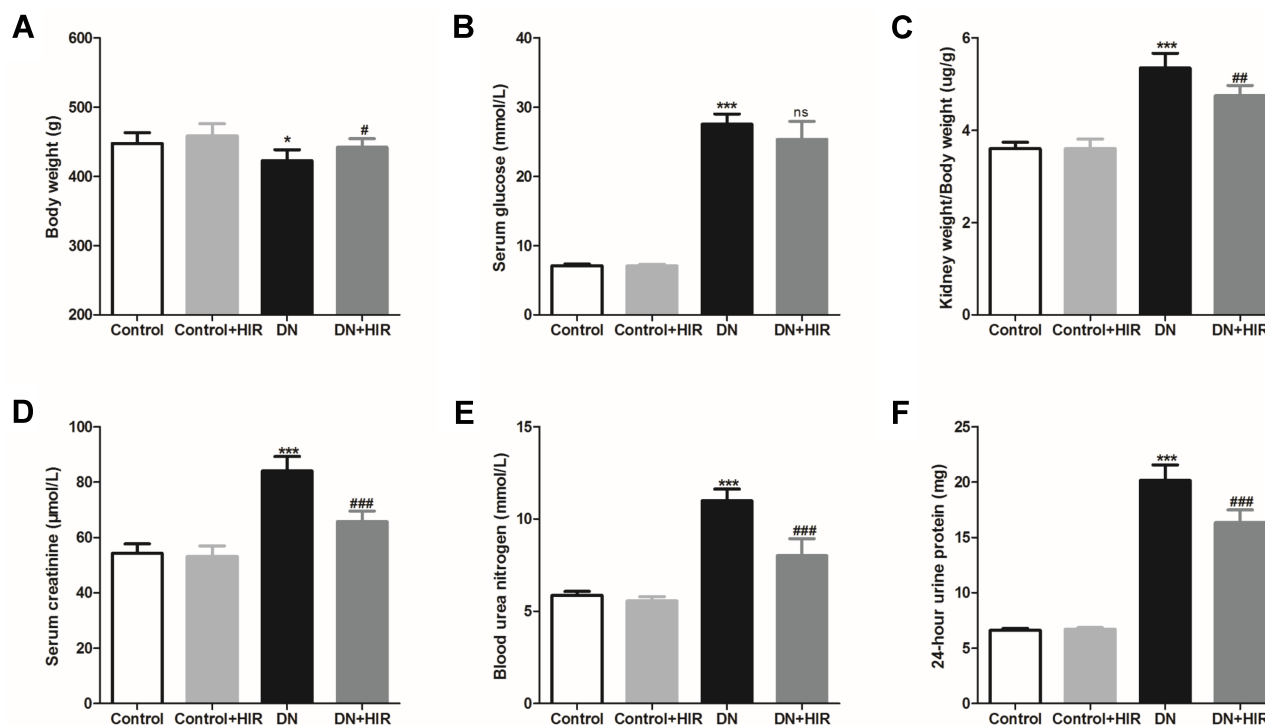 A
Body weight (g)
600
500
400
300
200
*
#
Control Control+HIR DN DN+HIR
B
Serum glucose (mmol/L)
40
30
20
10
0
***
ns
Control Control+HIR DN DN+HIR
C
Kidney weight/Body weight (ug/g)
6
4
2
0
***
##
Control Control+HIR DN DN+HIR
D
Serum creatinine (μmol/L)
100
80
60
40
20
0
***
###
Control Control+HIR DN DN+HIR
E
Blood urea nitrogen (mmol/L)
15
10
5
0
***
###
Control Control+HIR DN DN+HIR
F
24-hour urine protein (mg)
25
20
15
10
5
0
***
###
Control Control+HIR DN DN+HIR